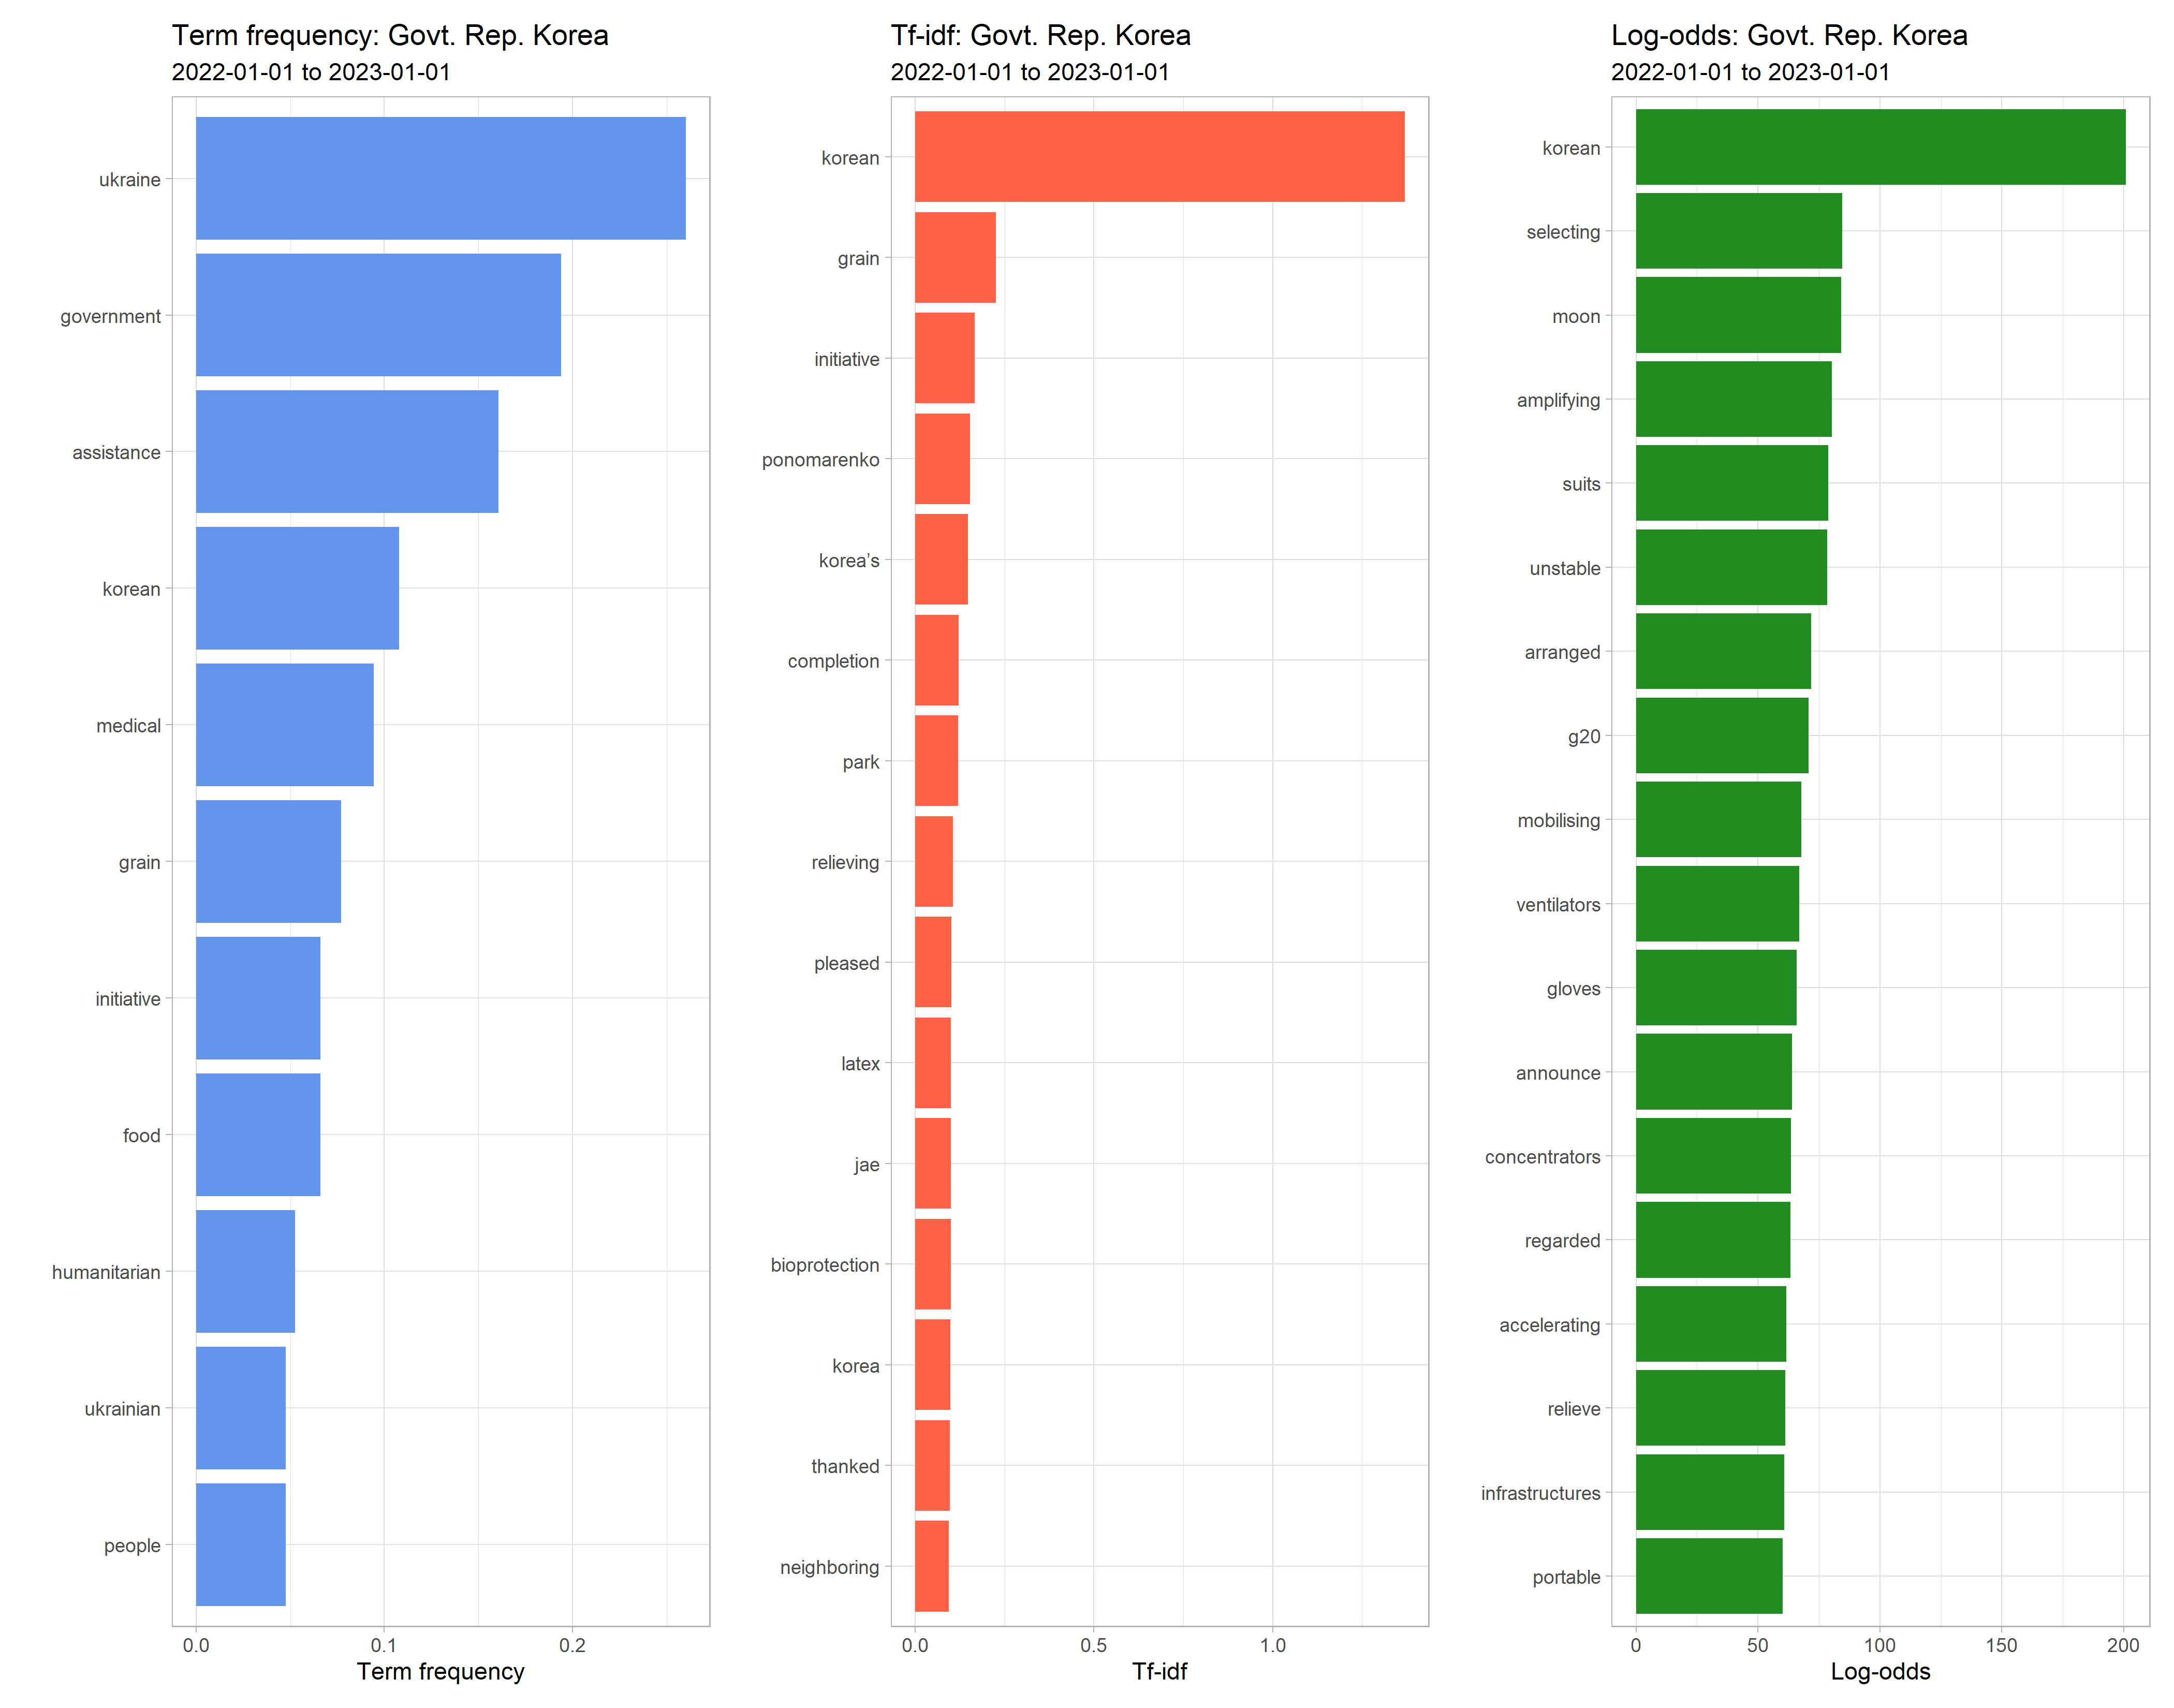 Term frequency: Govt. Rep. Korea
2022-01-01 to 2023-01-01
ukraine
government
assistance
korean
medical
grain
initiative
food
humanitarian
ukrainian
people
0.0 0.1 0.2
Term frequency
Tf-idf: Govt. Rep. Korea
2022-01-01 to 2023-01-01
korean
grain
initiative
ponomarenko
korea’s
completion
park
relieving
pleased
latex
jae
bioprotection
korea
thanked
neighboring
0.0 0.5 1.0
Tf-idf
Log-odds: Govt. Rep. Korea
2022-01-01 to 2023-01-01
korean
selecting
moon
amplifying
suits
unstable
arranged
g20
mobilising
ventilators
gloves
announce
concentrators
regarded
accelerating
relieve
infrastructures
portable
0 50 100 150 200
Log-odds